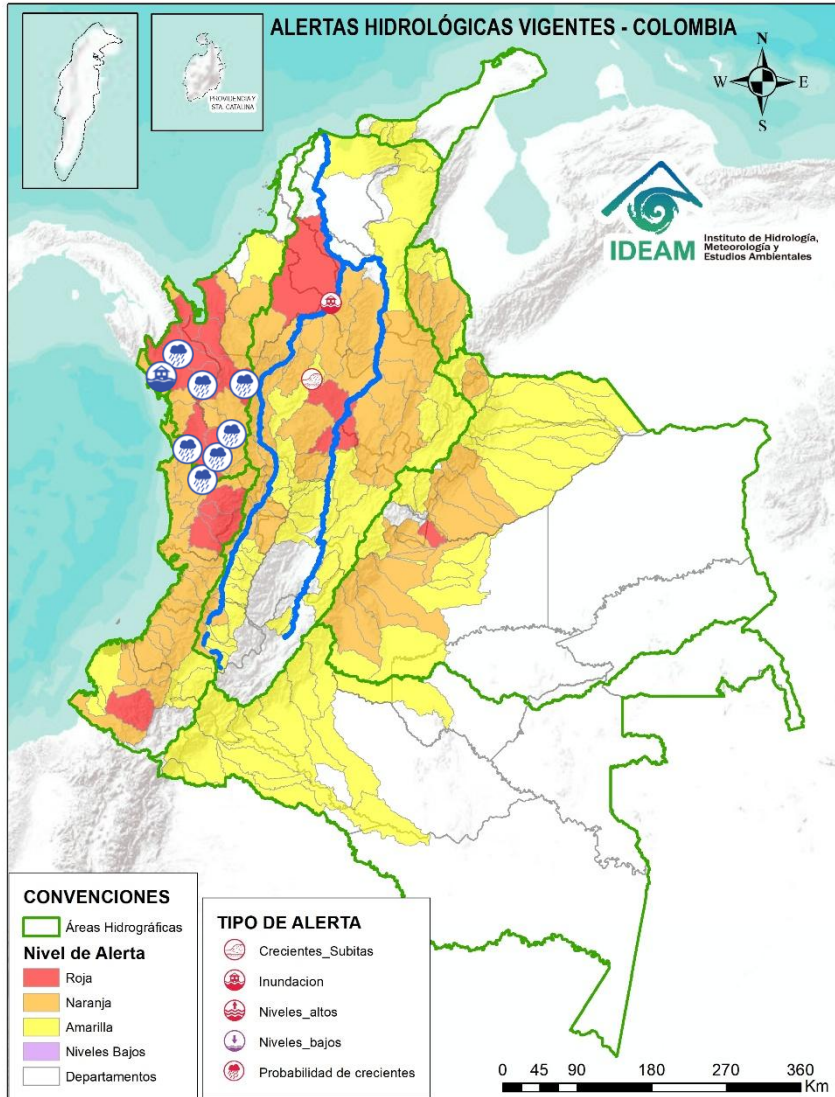 ALERTAS HIDROLÓGICAS VIGENTES - COLOMBIA
PROVIDENCIA Y
STA. CATALINA
N
W
E
S
IDEAM
Instituto de Hidrología,
Meteorología y
Estudios Ambientales
CONVENCIONES
Áreas Hidrográficas
Nivel de Alerta
Roja
Naranja
Amarilla
Niveles Bajos
Departamentos
TIPO DE ALERTA
Crecientes_Subitas
Inundacion
Niveles_altos
Niveles_bajos
Probabilidad de crecientes
0 45 90 180 270 360
Km